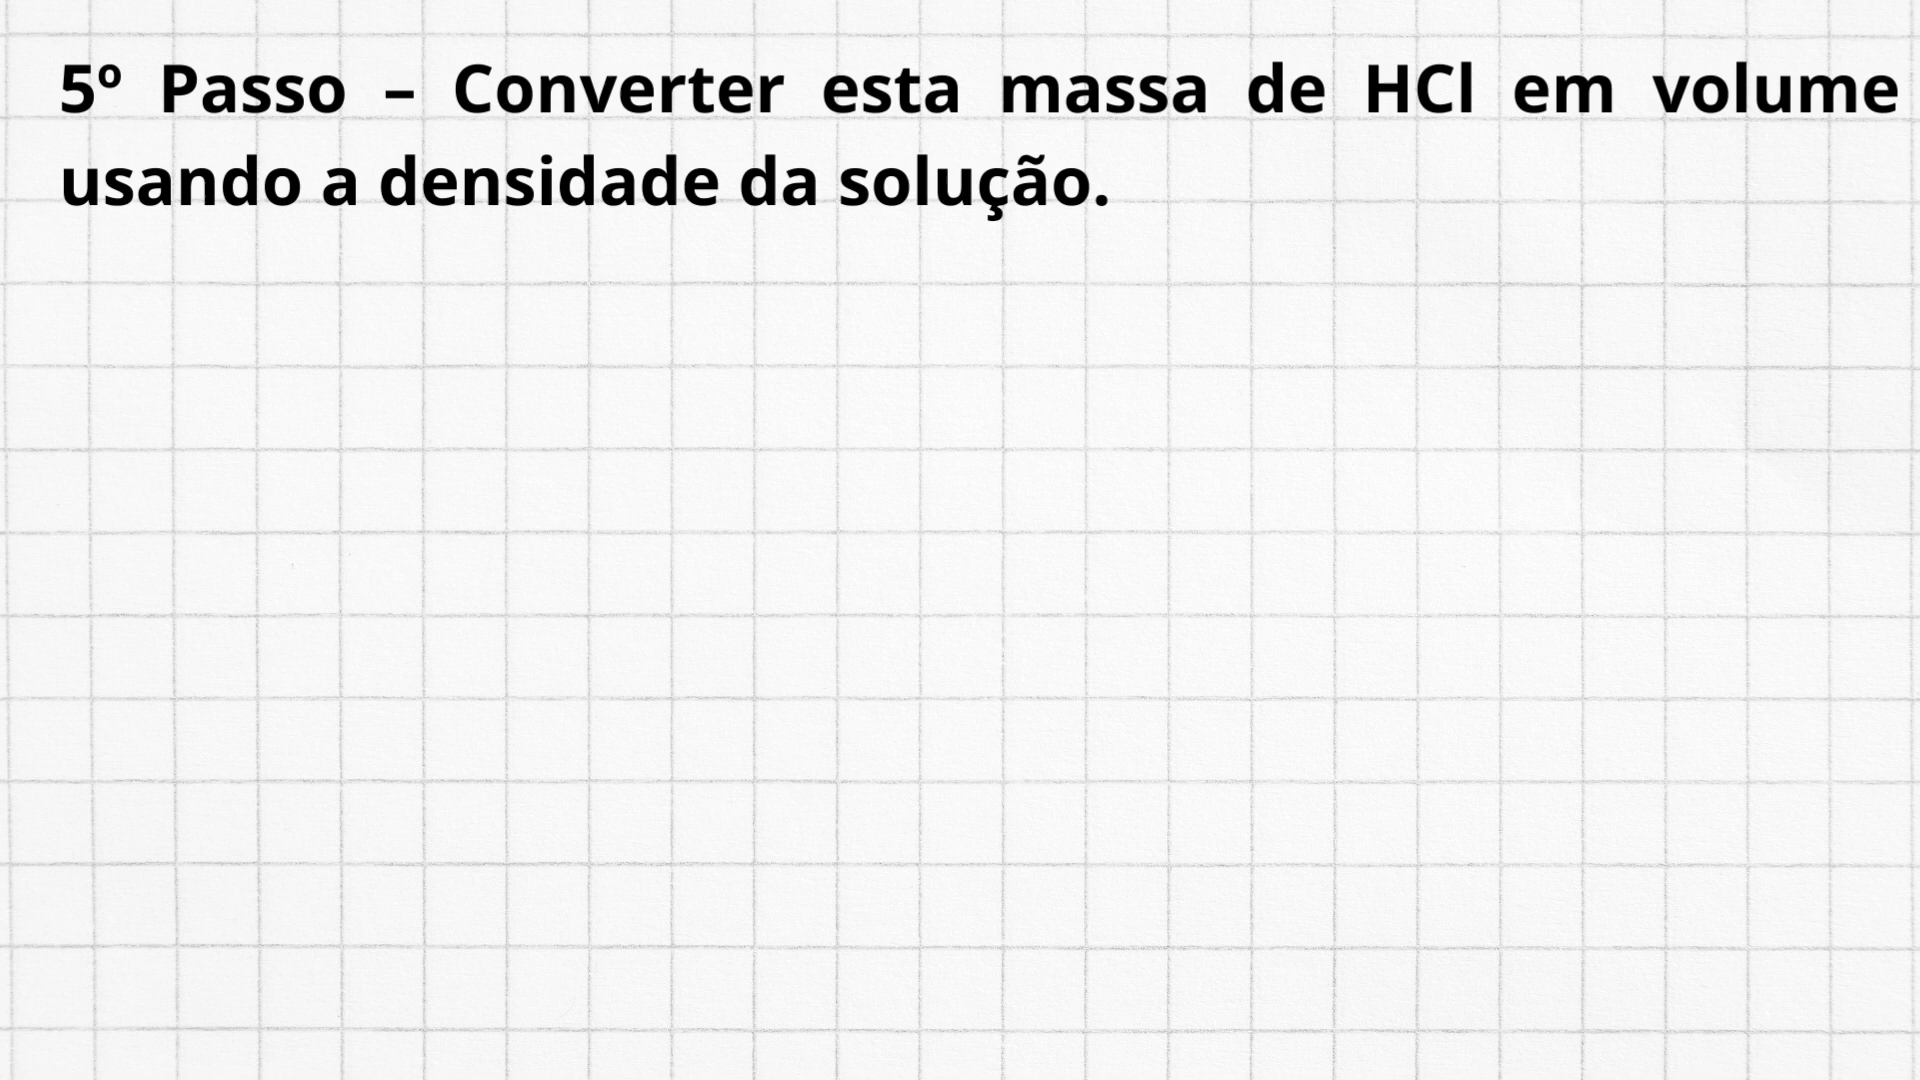 5º Passo – Converter esta massa de HCl em volume
usando a densidade da solução.